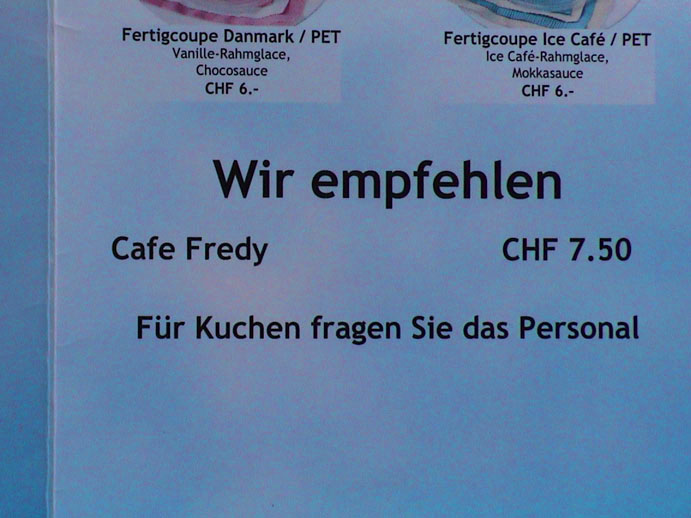 Fertigcoupe Danmark / PET
Vanille-Rahmglace,
Chocosauce
CHF 6.-
Fertigcoupe Ice Café / PET
Ice Café-Rahmglace,
Mokkasauce
CHF 6.-
Wir empfehlen
Cafe Fredy CHF 7.50
Für Kuchen fragen Sie das Personal